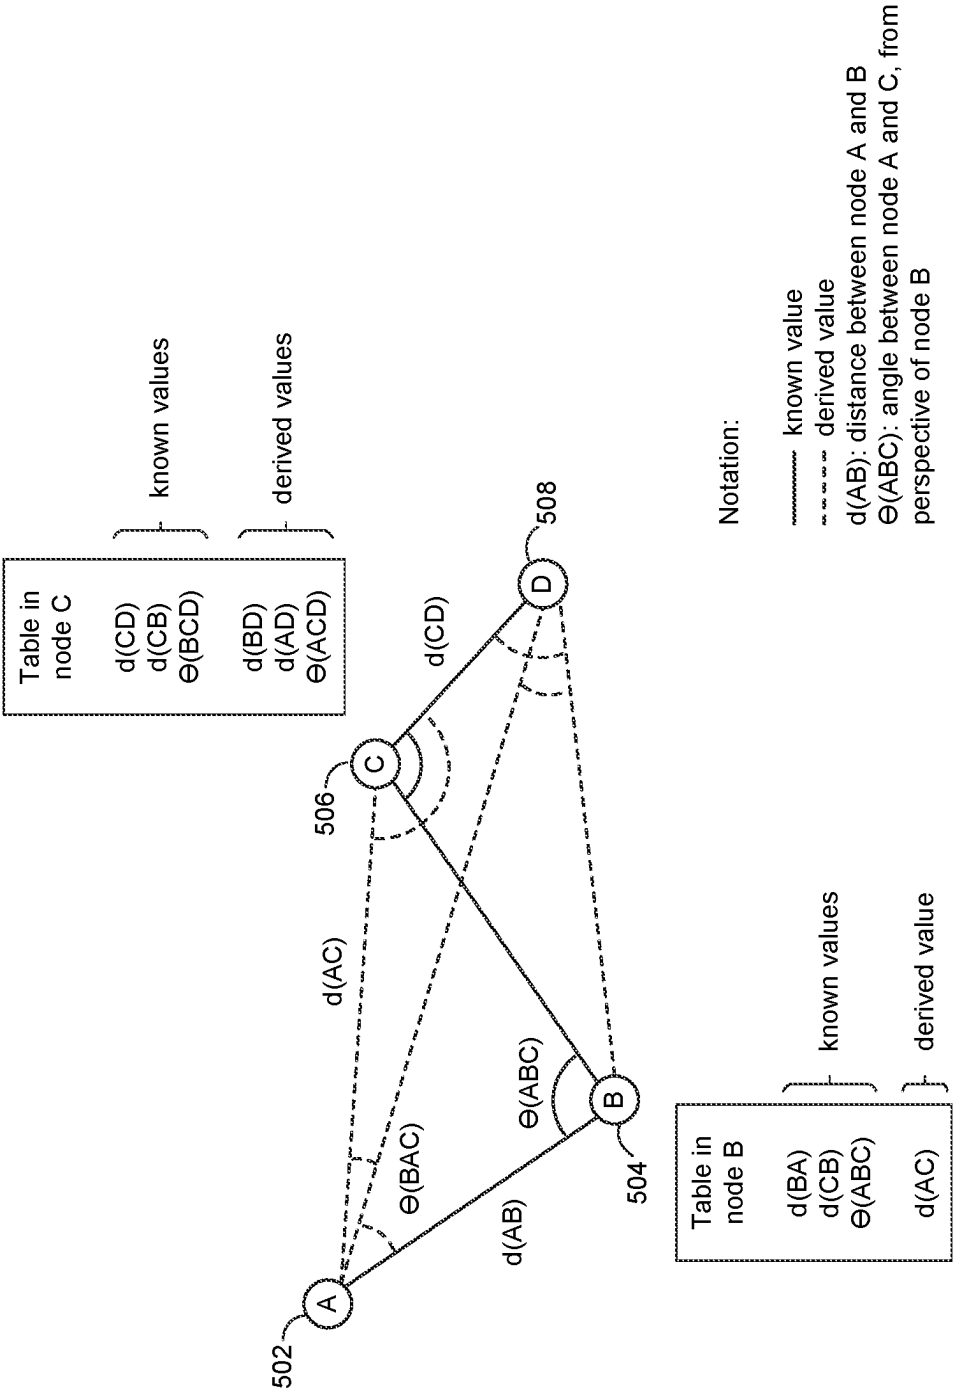 Table in
node C
d(CD)
d(CB)
Θ(BCD)
known values
d(BD)
d(AD)
Θ(ACD)
derived values
506
C
d(CD)
D
508
d(AC)
502
A
Θ(BAC)
d(AB)
Θ(ABC)
B
504
Table in
node B
d(BA)
d(CB)
Θ(ABC)
known values
d(AC)
derived value
Notation:
known value
derived value
d(AB): distance between node A and B
Θ(ABC): angle between node A and C, from
perspective of node B